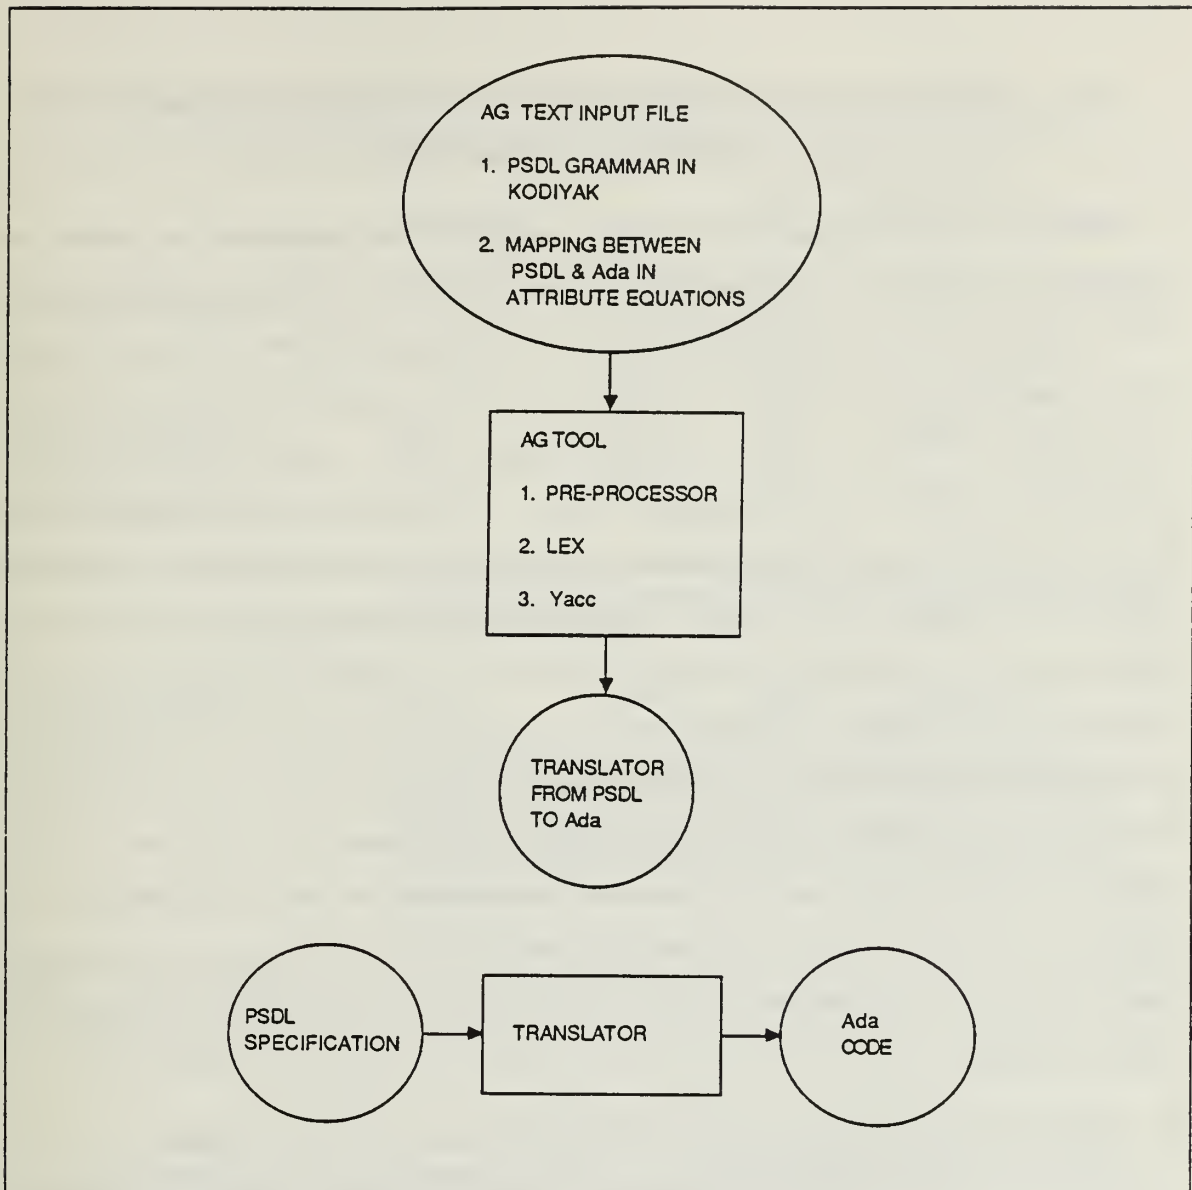 AG TEXT INPUT FILE
1. PSDL GRAMMAR IN
KODIYAK
2. MAPPING BETWEEN
PSDL & Ada IN
ATTRIBUTE EQUATIONS
AG TOOL
1. PRE-PROCESSOR
2. LEX
3. Yacc
TRANSLATOR
FROM PSDL
TO Ada
PSDL
SPECIFICATION
TRANSLATOR
Ada
CODE